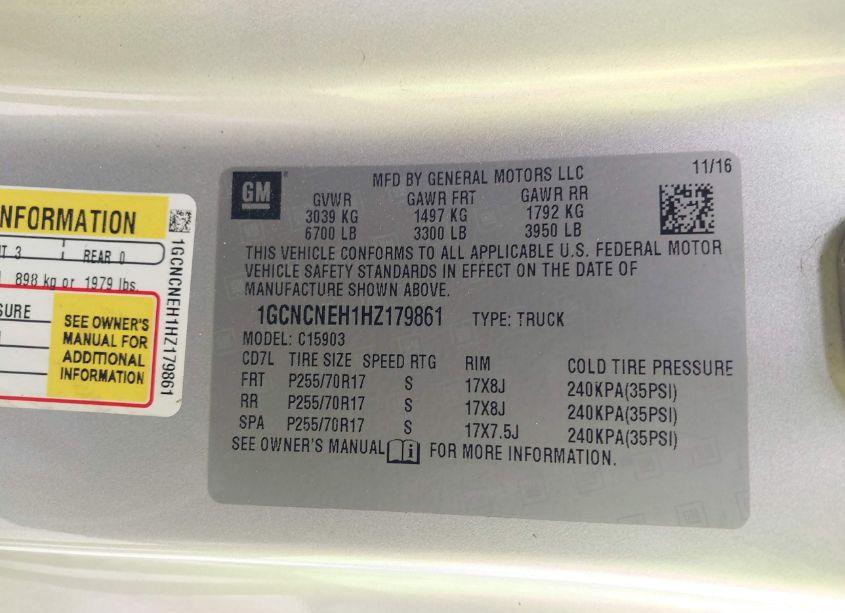 INFORMATION
T 3 REAR 0
898 kg or 1979 lbs.
SURE
SEE OWNER'S
MANUAL FOR
ADDITIONAL
INFORMATION
1GCNCNEH1HZ179861
GM
MFD BY GENERAL MOTORS LLC
11/16
GVWR GAWR FRT GAWR RR
3039 KG 1497 KG 1792 KG
6700 LB 3300 LB 3950 LB
THIS VEHICLE CONFORMS TO ALL APPLICABLE U.S. FEDERAL MOTOR
VEHICLE SAFETY STANDARDS IN EFFECT ON THE DATE OF
MANUFACTURE SHOWN ABOVE.
1GCNCNEH1HZ179861 TYPE: TRUCK
MODEL: C15903
CD7L TIRE SIZE SPEED RTG RIM COLD TIRE PRESSURE
FRT P255/70R17 S 17X8J 240KPA(35PSI)
RR P255/70R17 S 17X8J 240KPA(35PSI)
SPA P255/70R17 S 17X7.5J 240KPA(35PSI)
SEE OWNER'S MANUAL i FOR MORE INFORMATION.